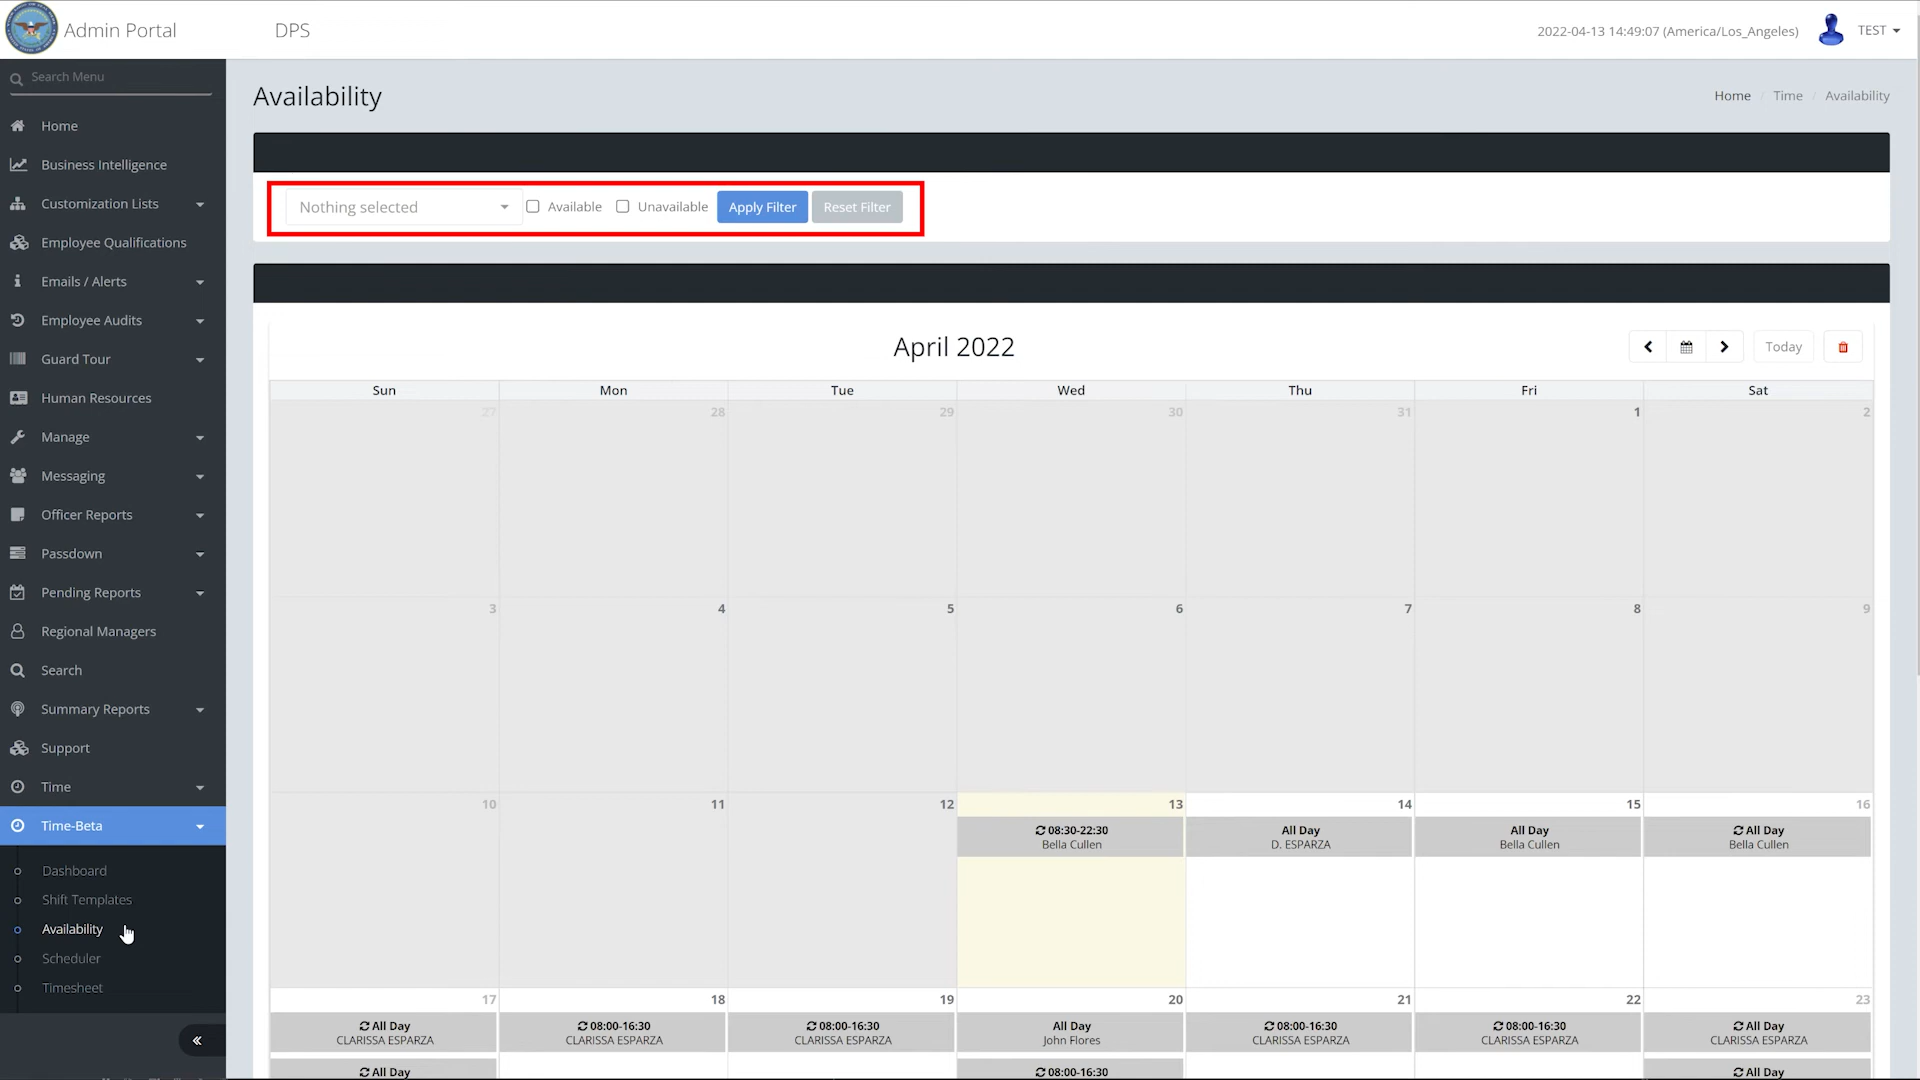 Admin Portal
DPS
2022-04-13 14:49:07 (America/Los_Angeles)
TEST
Search Menu
Home
Business Intelligence
Customization Lists
Employee Qualifications
Emails / Alerts
Employee Audits
Guard Tour
Human Resources
Manage
Messaging
Officer Reports
Passdown
Pending Reports
Regional Managers
Search
Summary Reports
Support
Time
Time-Beta
Dashboard
Shift Templates
Availability
Scheduler
Timesheet
«
Availability
Home / Time / Availability
Nothing selected
Available
Unavailable
Apply Filter
Reset Filter
April 2022
Today
Sun Mon Tue Wed Thu Fri Sat
27 28 29 30 31 1 2
3 4 5 6 7 8 9
10 11 12 13 14 15 16
08:30-22:30 All Day All Day All Day
Bella Cullen D. ESPARZA Bella Cullen Bella Cullen
17 18 19 20 21 22 23
All Day 08:00-16:30 08:00-16:30 All Day 08:00-16:30 08:00-16:30 All Day
CLARISSA ESPARZA CLARISSA ESPARZA CLARISSA ESPARZA John Flores CLARISSA ESPARZA CLARISSA ESPARZA CLARISSA ESPARZA
All Day 08:00-16:30 All Day